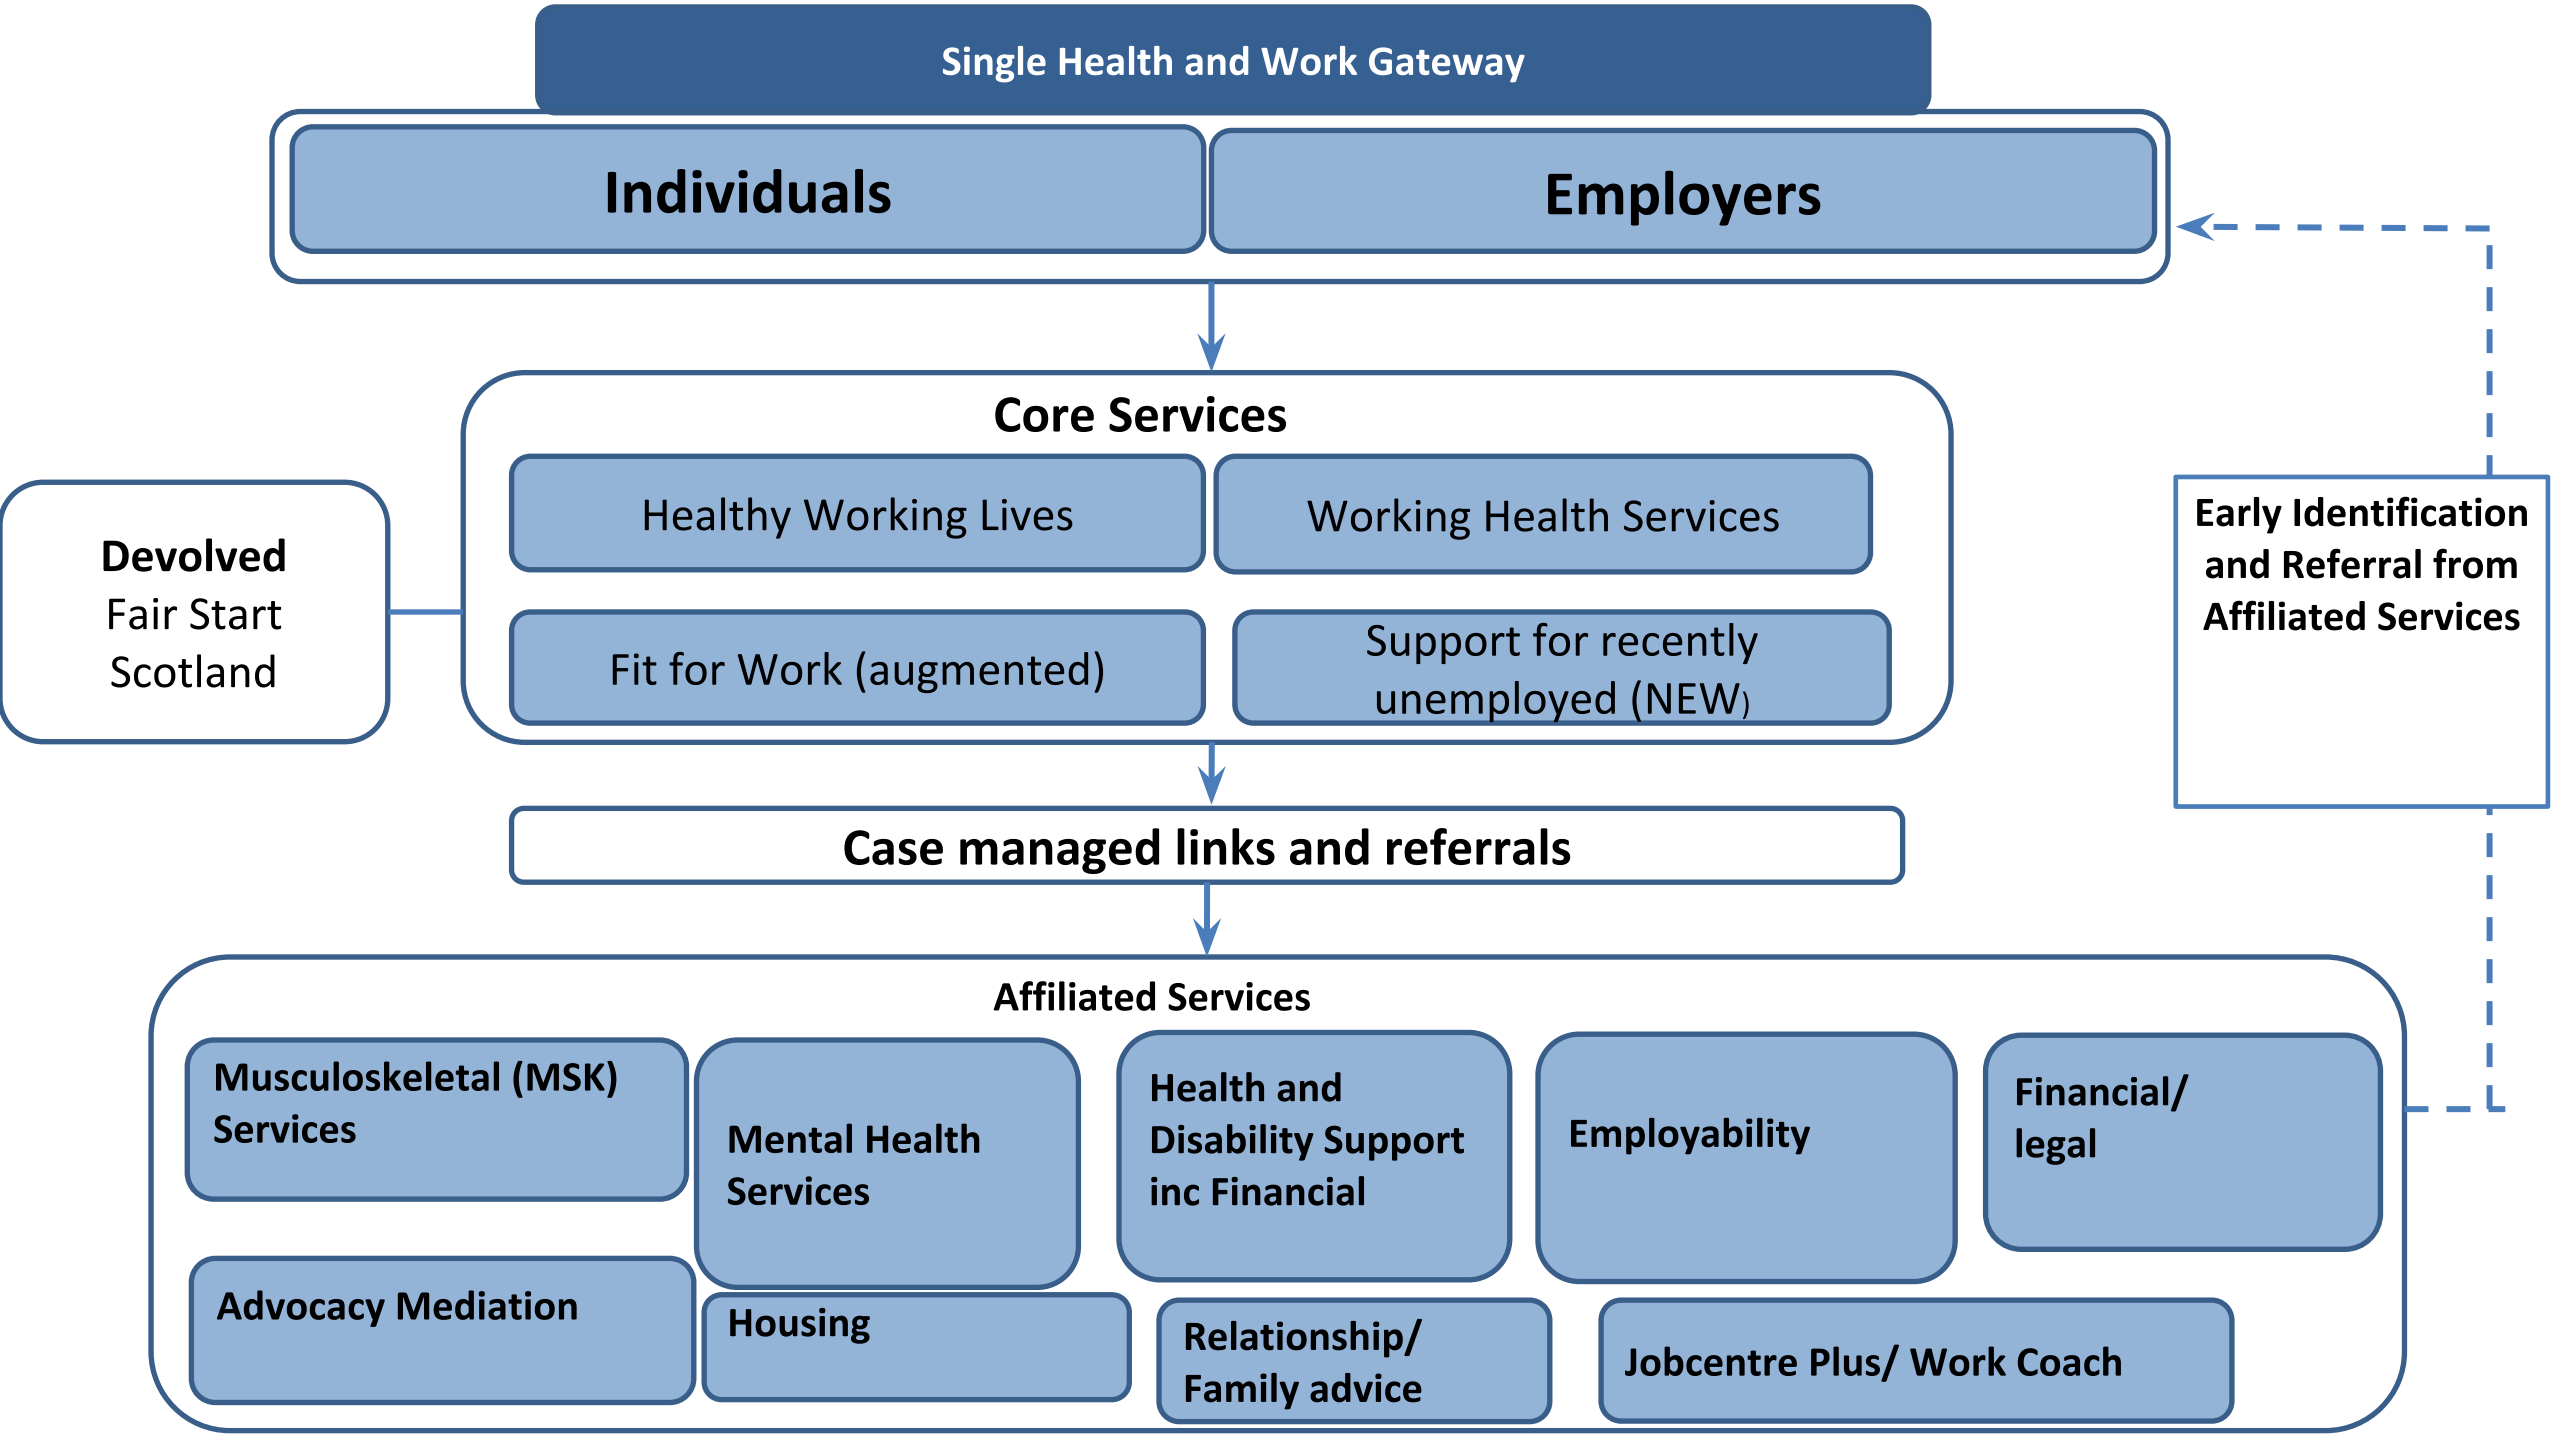 Single Health and Work Gateway
Individuals
Employers
Core Services
Healthy Working Lives
Working Health Services
Fit for Work (augmented)
Support for recently
unemployed (NEW)
Devolved
Fair Start
Scotland
Early Identification
and Referral from
Affiliated Services
Case managed links and referrals
Affiliated Services
Musculoskeletal (MSK)
Services
Mental Health
Services
Health and
Disability Support
inc Financial
Employability
Financial/
legal
Advocacy Mediation
Housing
Relationship/
Family advice
Jobcentre Plus/ Work Coach